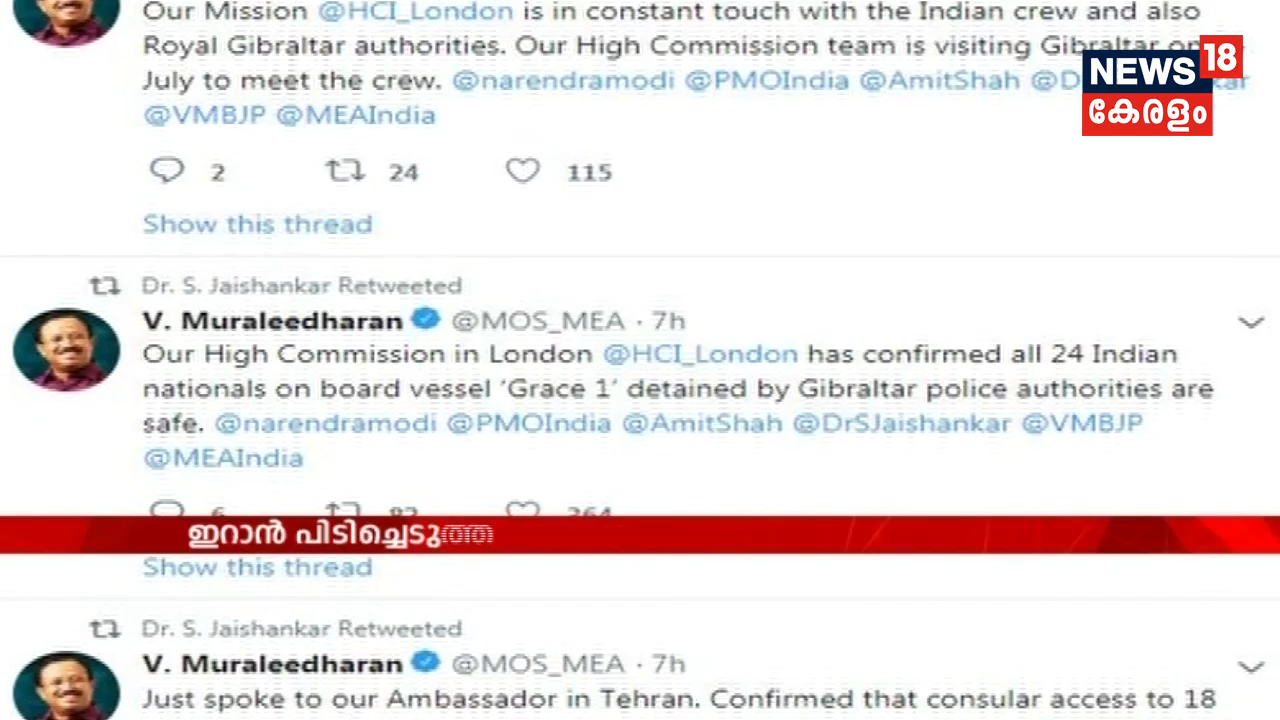 Our Mission @HCI_London is in constant touch with the Indian crew and also
Royal Gibraltar authorities. Our High Commission team is visiting Gibraltar on
July to meet the crew. @narendramodi @PMOIndia @AmitShah
@VMBJP @MEAIndia
NEWS 18
കേരളം
2 24 115
Show this thread
Dr. S. Jaishankar Retweeted
V. Muraleedharan @MOS_MEA · 7h
Our High Commission in London @HCI_London has confirmed all 24 Indian
nationals on board vessel ‘Grace 1’ detained by Gibraltar police authorities are
safe. @narendramodi @PMOIndia @AmitShah @DrSJaishankar @VMBJP
@MEAIndia
ഇറാൻ പിടിച്ചെടുത്ത
Show this thread
Dr. S. Jaishankar Retweeted
V. Muraleedharan @MOS_MEA · 7h
Just spoke to our Ambassador in Tehran. Confirmed that consular access to 18